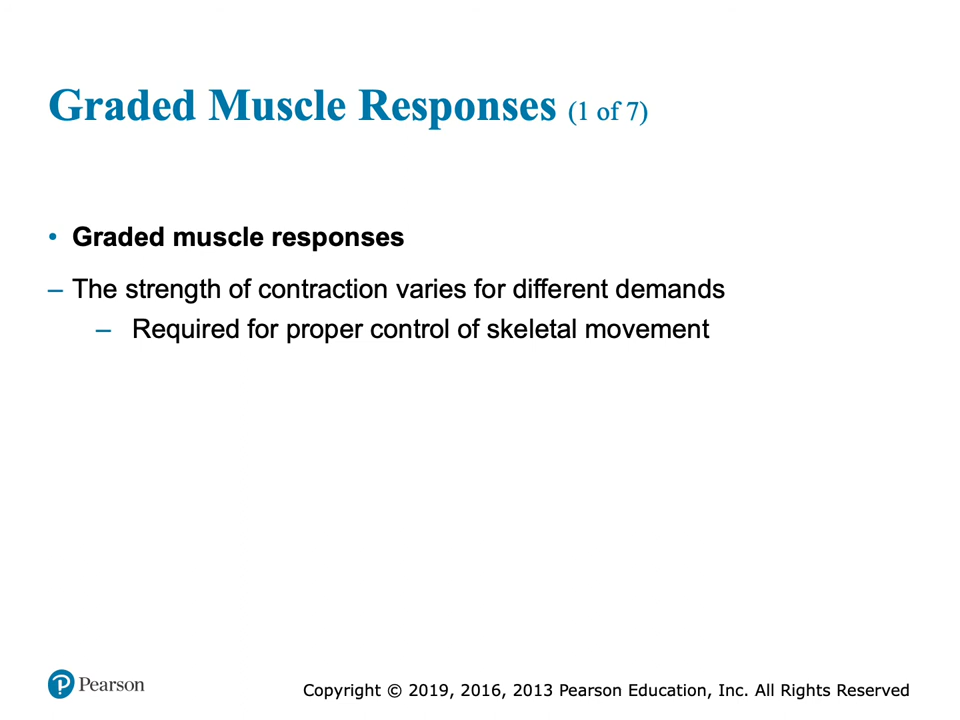 Graded Muscle Responses (1 of 7)
• Graded muscle responses
– The strength of contraction varies for different demands
– Required for proper control of skeletal movement
Pearson
Copyright © 2019, 2016, 2013 Pearson Education, Inc. All Rights Reserved